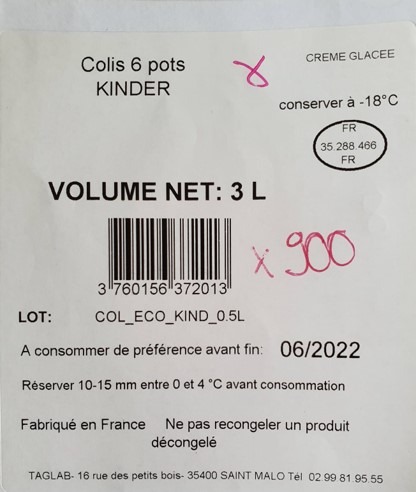 Colis 6 pots
KINDER
CREME GLACEE
conserver à -18°C
FR
35.288.466
FR
VOLUME NET: 3 L
3 760156 372013
x 900
LOT: COL_ECO_KIND_0.5L
A consommer de préférence avant fin: 06/2022
Réserver 10-15 mm entre 0 et 4 °C avant consommation
Fabriqué en France Ne pas recongeler un produit
décongelé
TAGLAB- 16 rue des petits bois- 35400 SAINT MALO Tél 02.99.81.95.55